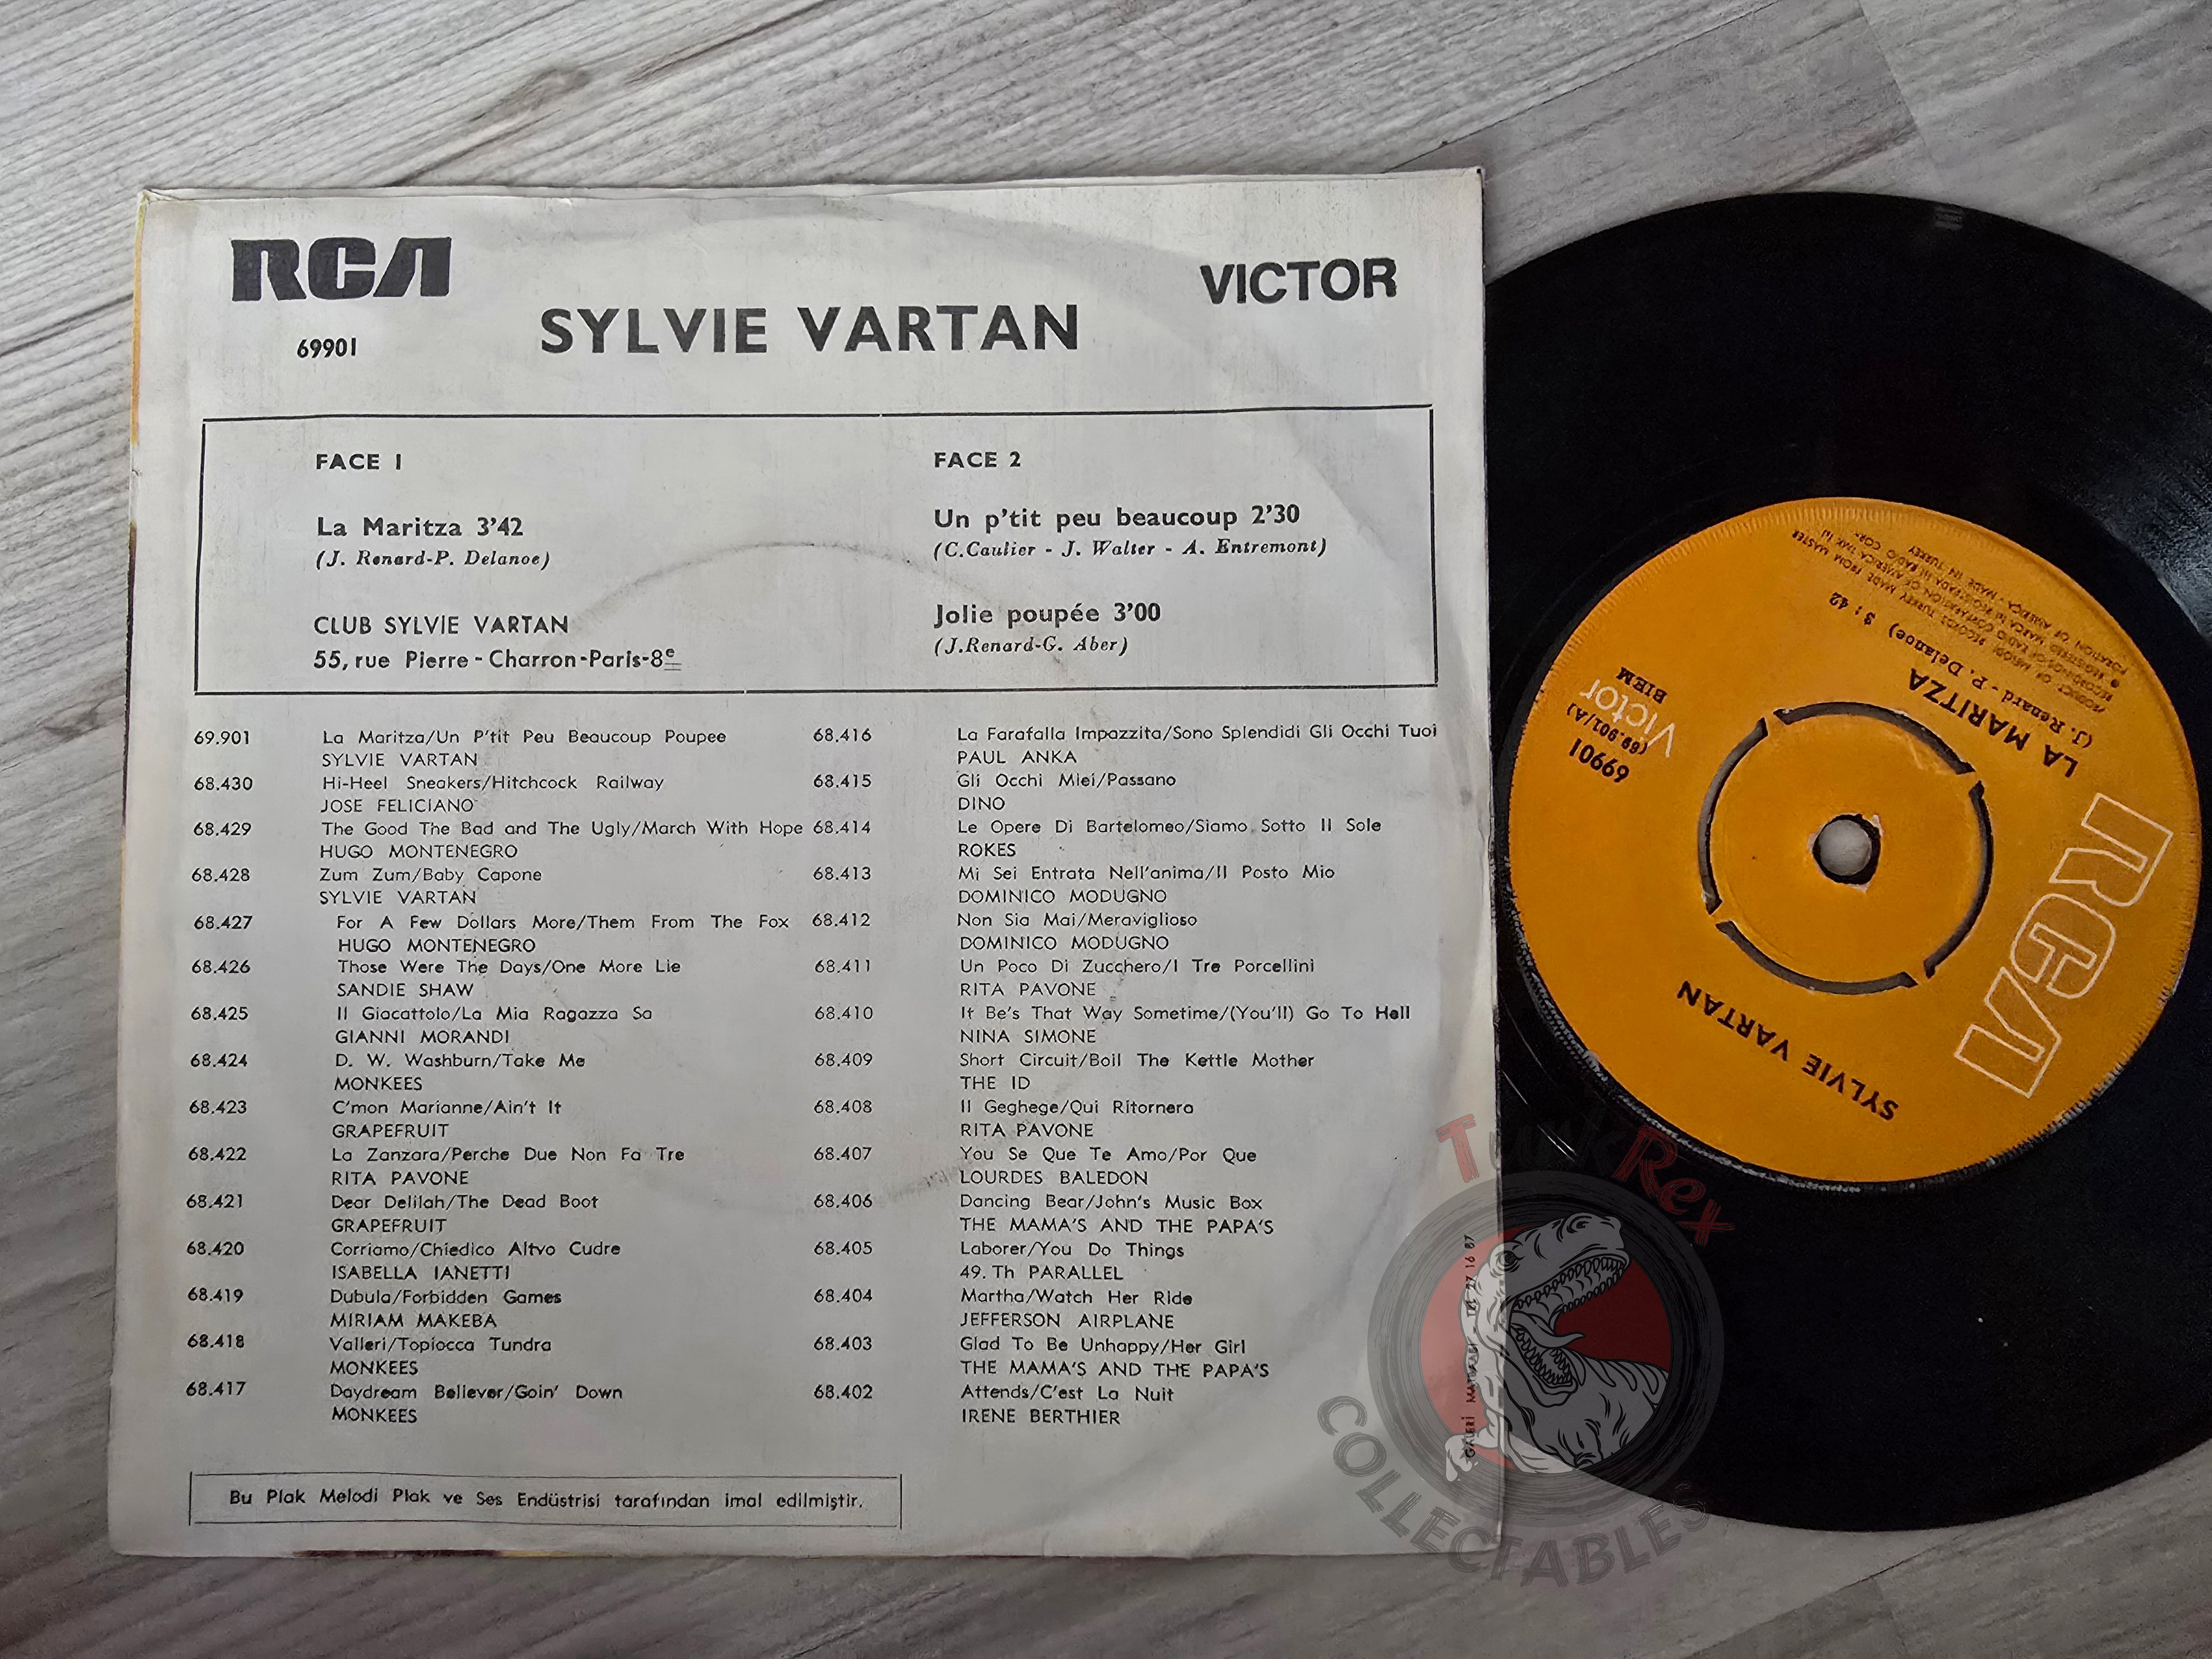 RCA
VICTOR
69901
SYLVIE VARTAN
FACE 1
La Maritza 3'42
(J. Renard-P. Delanoe)
CLUB SYLVIE VARTAN
55, rue Pierre - Charron-Paris-8e
FACE 2
Un p'tit peu beaucoup 2'30
(C.Caulier - J. Walter - A. Entremont)
Jolie poupée 3'00
(J.Renard-G. Aber)
69.901 La Maritza/Un P'tit Peu Beaucoup Poupee
SYLVIE VARTAN
68.430 Hi-Heel Sneakers/Hitchcock Railway
JOSE FELICIANO
68.429 The Good The Bad and The Ugly/March With Hope
HUGO MONTENEGRO
68.428 Zum Zum/Baby Capone
SYLVIE VARTAN
68.427 For A Few Dollars More/Them From The Fox
HUGO MONTENEGRO
68.426 Those Were The Days/One More Lie
SANDIE SHAW
68.425 Il Giacattolo/La Mia Ragazza Sa
GIANNI MORANDI
68.424 D. W. Washburn/Take Me
MONKEES
68.423 C'mon Marianne/Ain't It
GRAPEFRUIT
68.422 La Zanzara/Perche Due Non Fa Tre
RITA PAVONE
68.421 Dear Delilah/The Dead Boot
GRAPEFRUIT
68.420 Corriamo/Chiedico Altvo Cudre
ISABELLA IANETTI
68.419 Dubula/Forbidden Games
MIRIAM MAKEBA
68.418 Valleri/Topiocca Tundra
MONKEES
68.417 Daydream Believer/Goin' Down
MONKEES
68.416 La Farafalla Impazzita/Sono Splendidi Gli Occhi Tuoi
PAUL ANKA
68.415 Gli Occhi Miei/Passano
DINO
68.414 Le Opere Di Bartelomeo/Siamo Sotto Il Sole
ROKES
68.413 Mi Sei Entrata Nell'anima/Il Posto Mio
DOMINICO MODUGNO
68.412 Non Sia Mai/Meraviglioso
DOMINICO MODUGNO
68.411 Un Poco Di Zucchero/I Tre Porcellini
RITA PAVONE
68.410 It Be's That Way Sometime/(You'll) Go To Hell
NINA SIMONE
68.409 Short Circuit/Boil The Kettle Mother
THE ID
68.408 Il Geghege/Qui Ritornera
RITA PAVONE
68.407 You Se Que Te Amo/Por Que
LOURDES BALEDON
68.406 Dancing Bear/John's Music Box
THE MAMA'S AND THE PAPA'S
68.405 Laborer/You Do Things
49. Th PARALLEL
68.404 Martha/Watch Her Ride
JEFFERSON AIRPLANE
68.403 Glad To Be Unhappy/Her Girl
THE MAMA'S AND THE PAPA'S
68.402 Attends/C'est La Nuit
IRENE BERTHIER
Bu Plak Melodi Plak ve Ses Endüstrisi tarafından imal edilmiştir.
27 16 87
RCA
Victor
BIEM
69901
(69.901/A)
LA MARITZA
(J. Renard - P. Delanoe) 3 : 42
SYLVIE VARTAN
TurkRex
COLLECTABLES